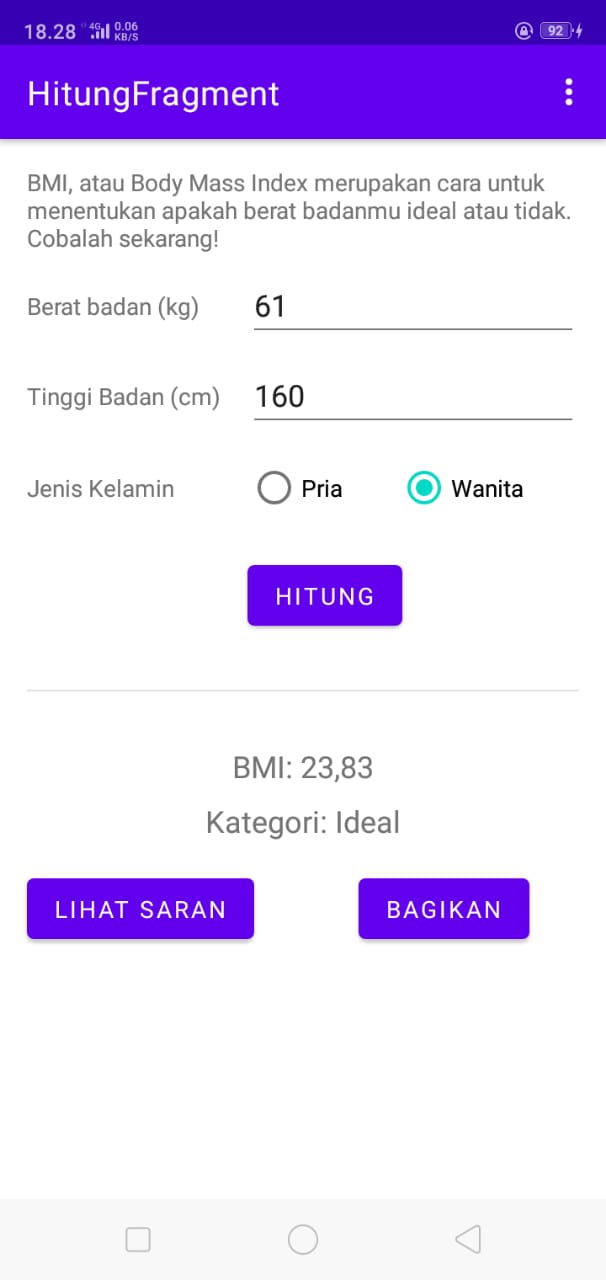 18.28 4G 0.06 KB/S 92
HitungFragment
BMI, atau Body Mass Index merupakan cara untuk
menentukan apakah berat badanmu ideal atau tidak.
Cobalah sekarang!
Berat badan (kg) 61
Tinggi Badan (cm) 160
Jenis Kelamin Pria Wanita
HITUNG
BMI: 23,83
Kategori: Ideal
LIHAT SARAN BAGIKAN